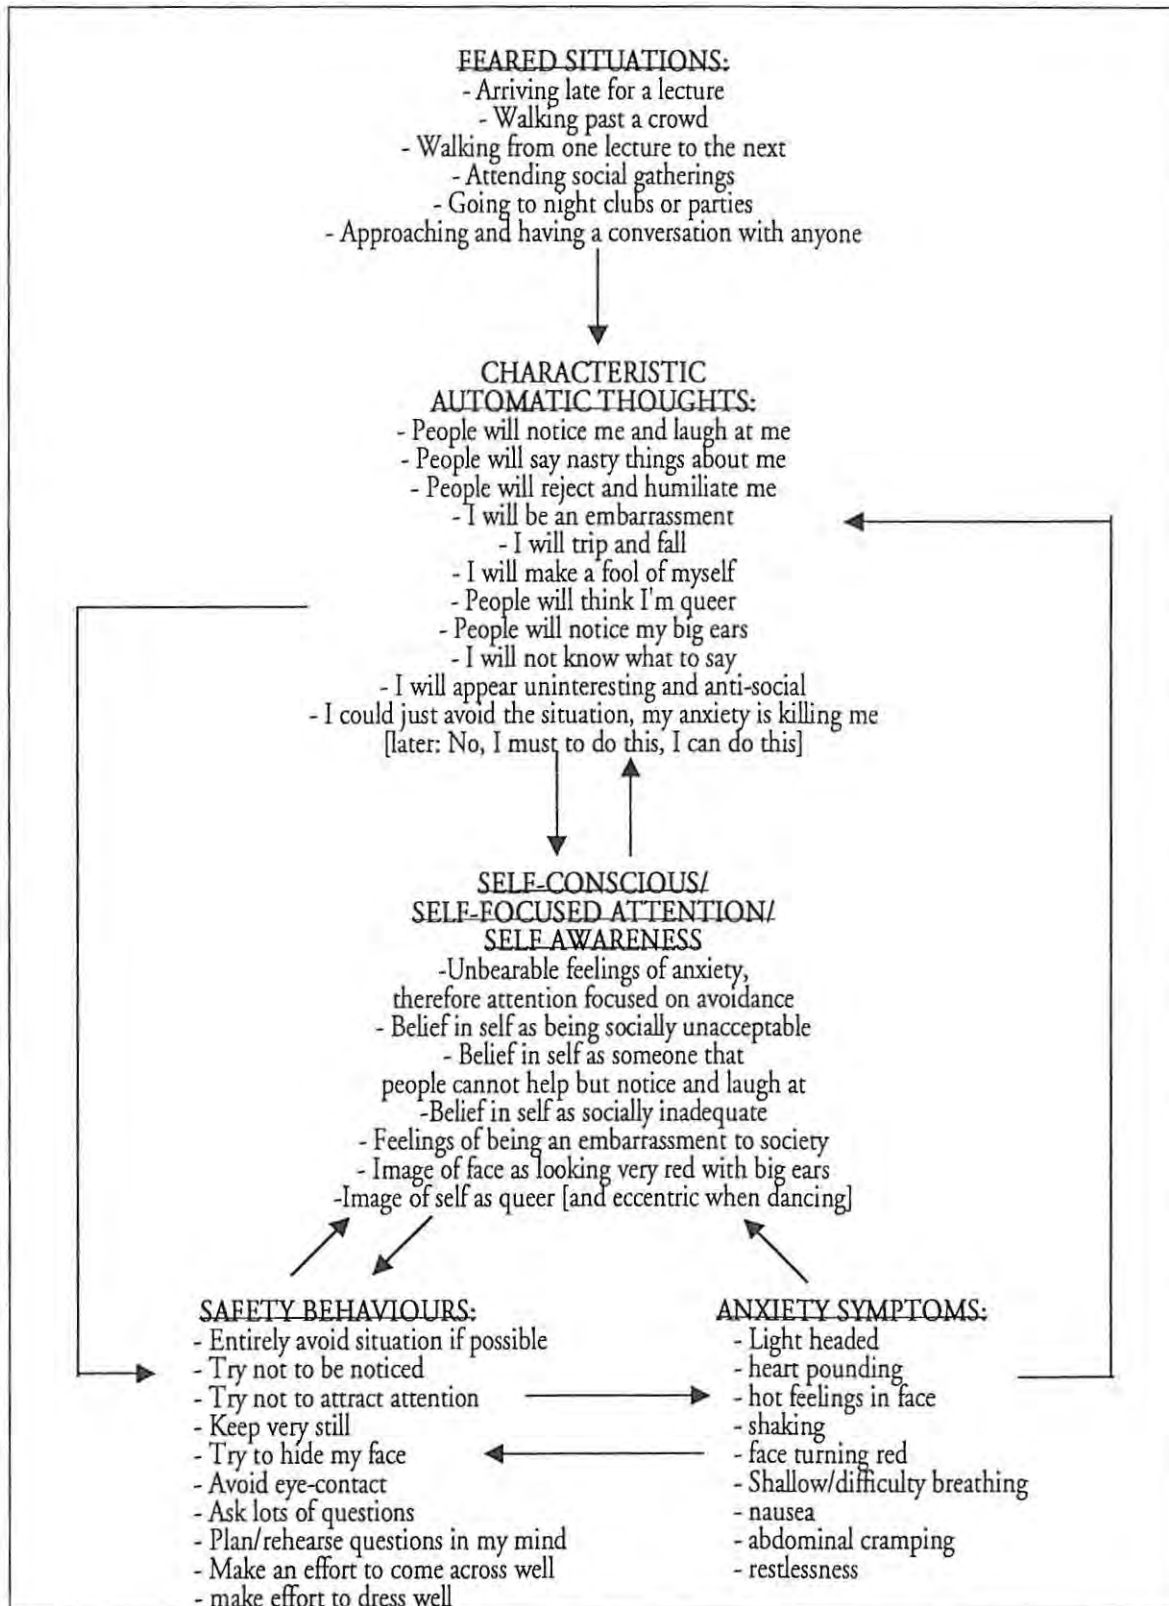 FEARED SITUATIONS:
- Arriving late for a lecture
- Walking past a crowd
- Walking from one lecture to the next
- Attending social gatherings
- Going to night clubs or parties
- Approaching and having a conversation with anyone
CHARACTERISTIC
AUTOMATIC THOUGHTS:
- People will notice me and laugh at me
- People will say nasty things about me
- People will reject and humiliate me
- I will be an embarrassment
- I will trip and fall
- I will make a fool of myself
- People will think I'm queer
- People will notice my big ears
- I will not know what to say
- I will appear uninteresting and anti-social
- I could just avoid the situation, my anxiety is killing me
[later: No, I must to do this, I can do this]
SELF-CONSCIOUS/
SELF-FOCUSED ATTENTION/
SELF AWARENESS
-Unbearable feelings of anxiety,
therefore attention focused on avoidance
- Belief in self as being socially unacceptable
- Belief in self as someone that
people cannot help but notice and laugh at
-Belief in self as socially inadequate
- Feelings of being an embarrassment to society
- Image of face as looking very red with big ears
-Image of self as queer [and eccentric when dancing]
SAFETY BEHAVIOURS:
- Entirely avoid situation if possible
- Try not to be noticed
- Try not to attract attention
- Keep very still
- Try to hide my face
- Avoid eye-contact
- Ask lots of questions
- Plan/rehearse questions in my mind
- Make an effort to come across well
- make effort to dress well
ANXIETY SYMPTOMS:
- Light headed
- heart pounding
- hot feelings in face
- shaking
- face turning red
- Shallow/difficulty breathing
- nausea
- abdominal cramping
- restlessness